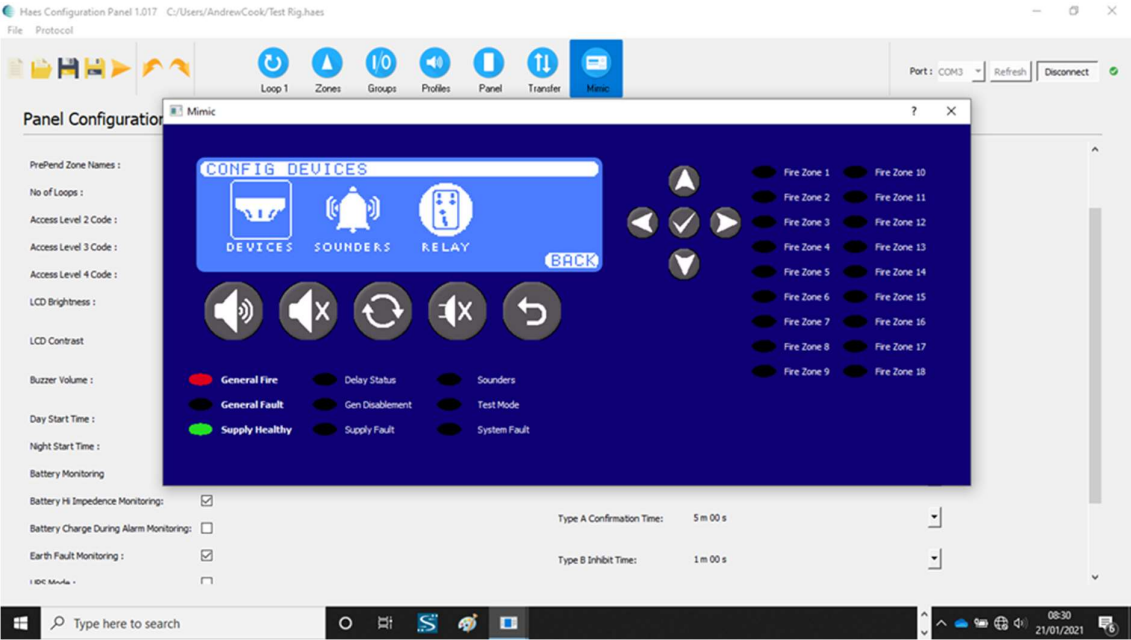 Haes Configuration Panel 1.017 C:/Users/AndrewCook/Test Rig.haes
File Protocol
Loop 1 Zones Groups Profiles Panel Transfer Mimic
Port : COM3 Refresh Disconnect
Panel Configuration
Mimic ?
PrePend Zone Names :
No of Loops :
Access Level 2 Code :
Access Level 3 Code :
Access Level 4 Code :
LCD Brightness :
LCD Contrast
Buzzer Volume :
Day Start Time :
Night Start Time :
Battery Monitoring
Battery Hi Impedence Monitoring:
Battery Charge During Alarm Monitoring:
Earth Fault Monitoring :
UPS Mode :
CONFIG DEVICES
DEVICES SOUNDERS RELAY
BACK
General Fire Delay Status Sounders
General Fault Gen Disablement Test Mode
Supply Healthy Supply Fault System Fault
Fire Zone 1 Fire Zone 10
Fire Zone 2 Fire Zone 11
Fire Zone 3 Fire Zone 12
Fire Zone 4 Fire Zone 13
Fire Zone 5 Fire Zone 14
Fire Zone 6 Fire Zone 15
Fire Zone 7 Fire Zone 16
Fire Zone 8 Fire Zone 17
Fire Zone 9 Fire Zone 18
Type A Confirmation Time: 5 m 00 s
Type B Inhibit Time: 1 m 00 s
Type here to search
08:30
21/01/2021
6